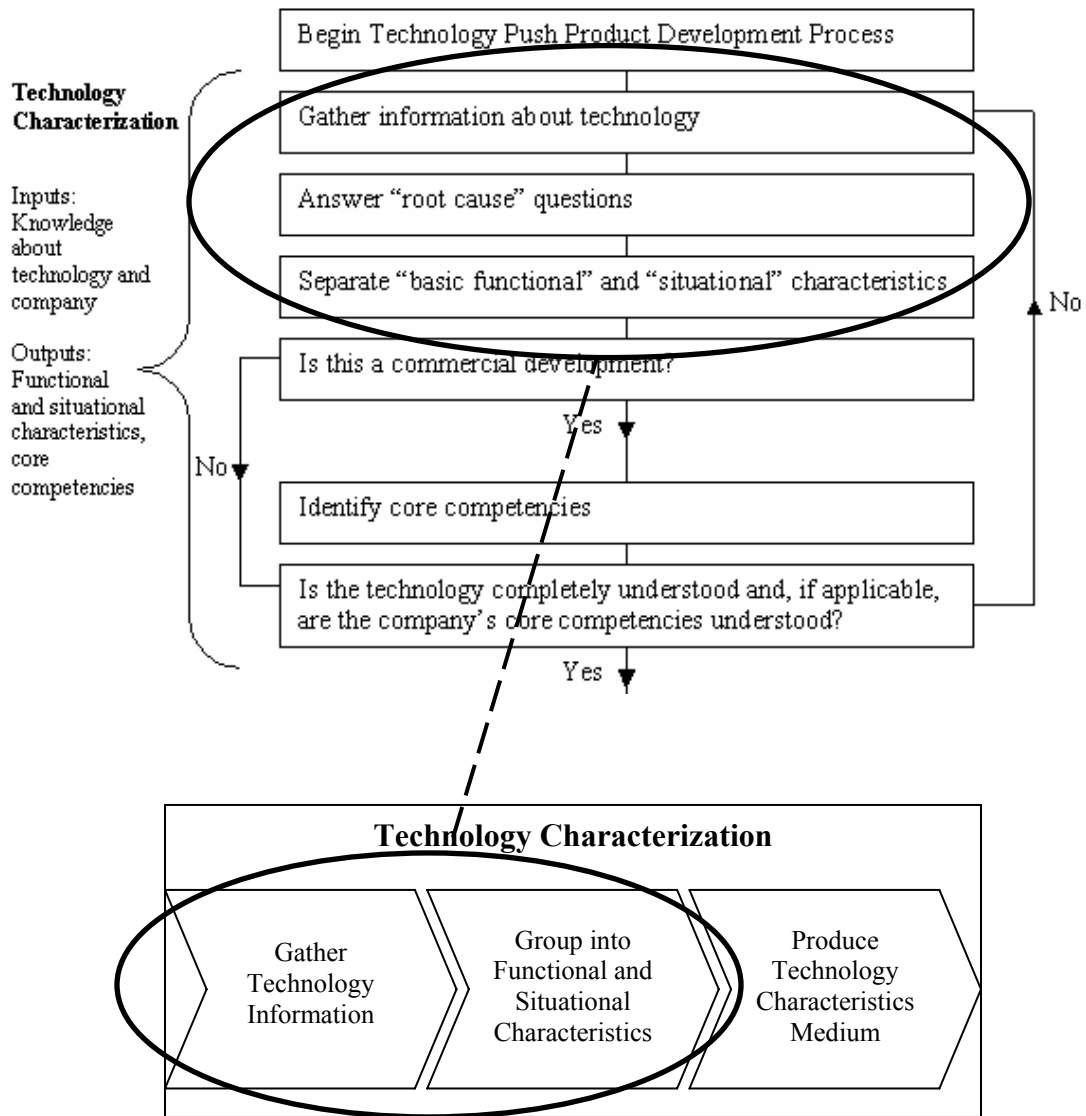 Begin Technology Push Product Development Process
Technology
Characterization
Gather information about technology
Inputs:
Knowledge
about
technology and
company
Answer “root cause” questions
Separate “basic functional” and “situational” characteristics
No
Outputs:
Functional
and situational
characteristics,
core
competencies
Is this a commercial development?
Yes
No
Identify core competencies
Is the technology completely understood and, if applicable,
are the company’s core competencies understood?
Yes
Technology Characterization
Gather
Technology
Information
Group into
Functional and
Situational
Characteristics
Produce
Technology
Characteristics
Medium